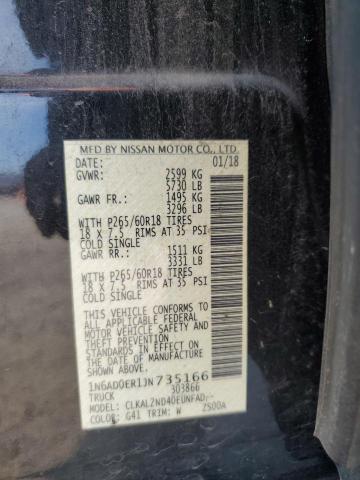 MFD BY NISSAN MOTOR CO., LTD.
DATE: 01/18
GVWR: 2599 KG
5730 LB
GAWR FR.: 1495 KG
3296 LB
WITH P265/60R18 TIRES
18 X 7.5 RIMS AT 35 PSI
COLD SINGLE
GAWR RR.: 1511 KG
3331 LB
WITH P265/60R18 TIRES
18 X 7.5 RIMS AT 35 PSI
COLD SINGLE
THIS VEHICLE CONFORMS TO ALL
APPLICABLE FEDERAL MOTOR
VEHICLE SAFETY AND
THEFT PREVENTION
STANDARDS IN EFFECT ON THE
DATE OF MANUFACTURE
SHOWN ABOVE.
1N6AD0ER1JN735166
TRUCK 303866
MODEL: CLKALZND40EUNFAD--
COLOR: G41 TRIM: W 2S00A